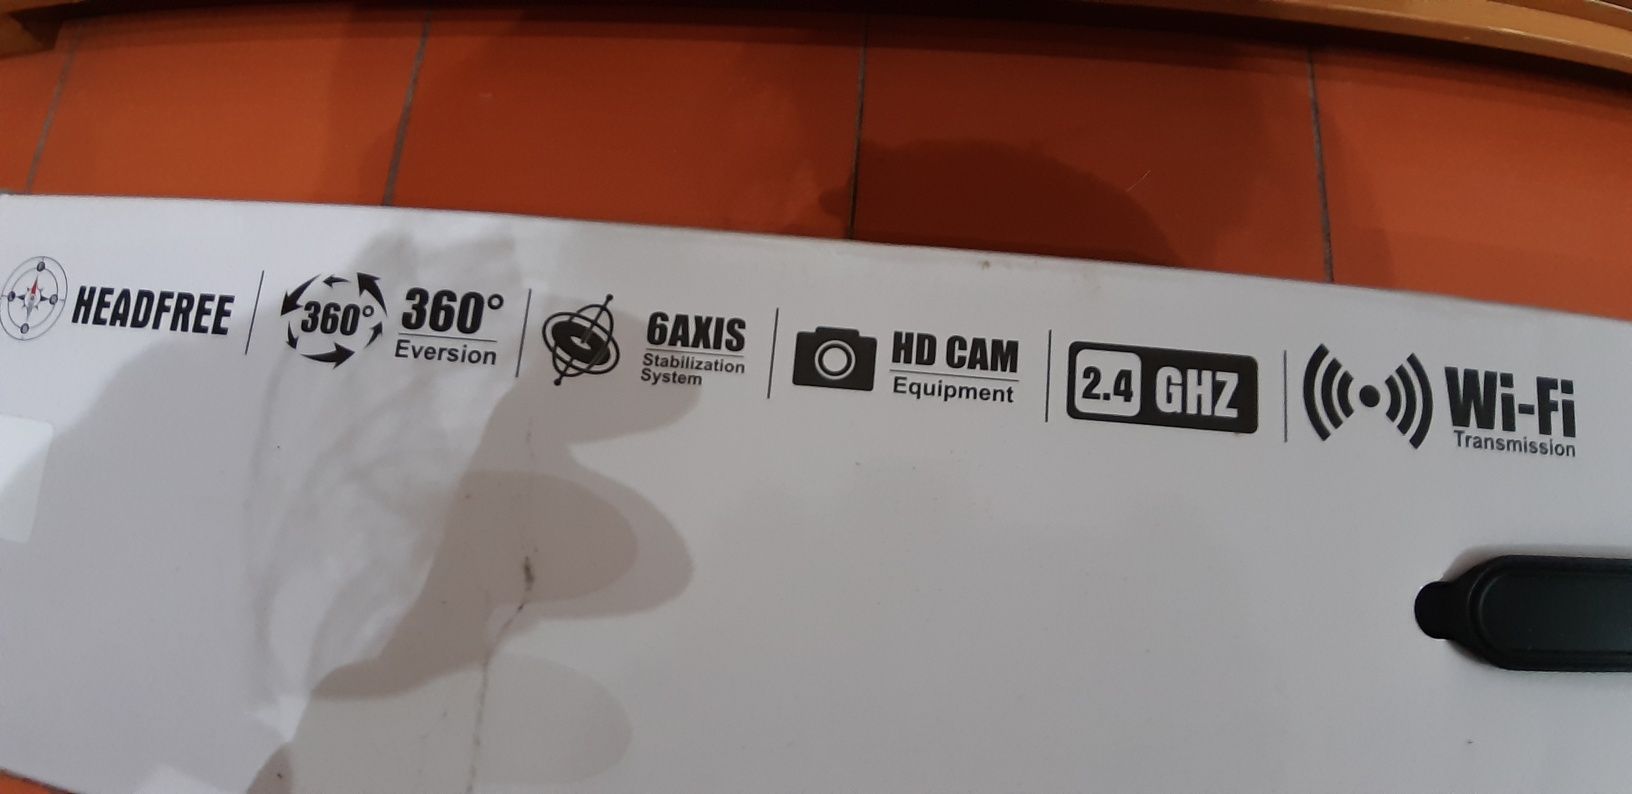 HEADFREE
360°
360°
Eversion
6AXIS
Stabilization
System
HD CAM
Equipment
2.4 GHZ
Wi-Fi
Transmission